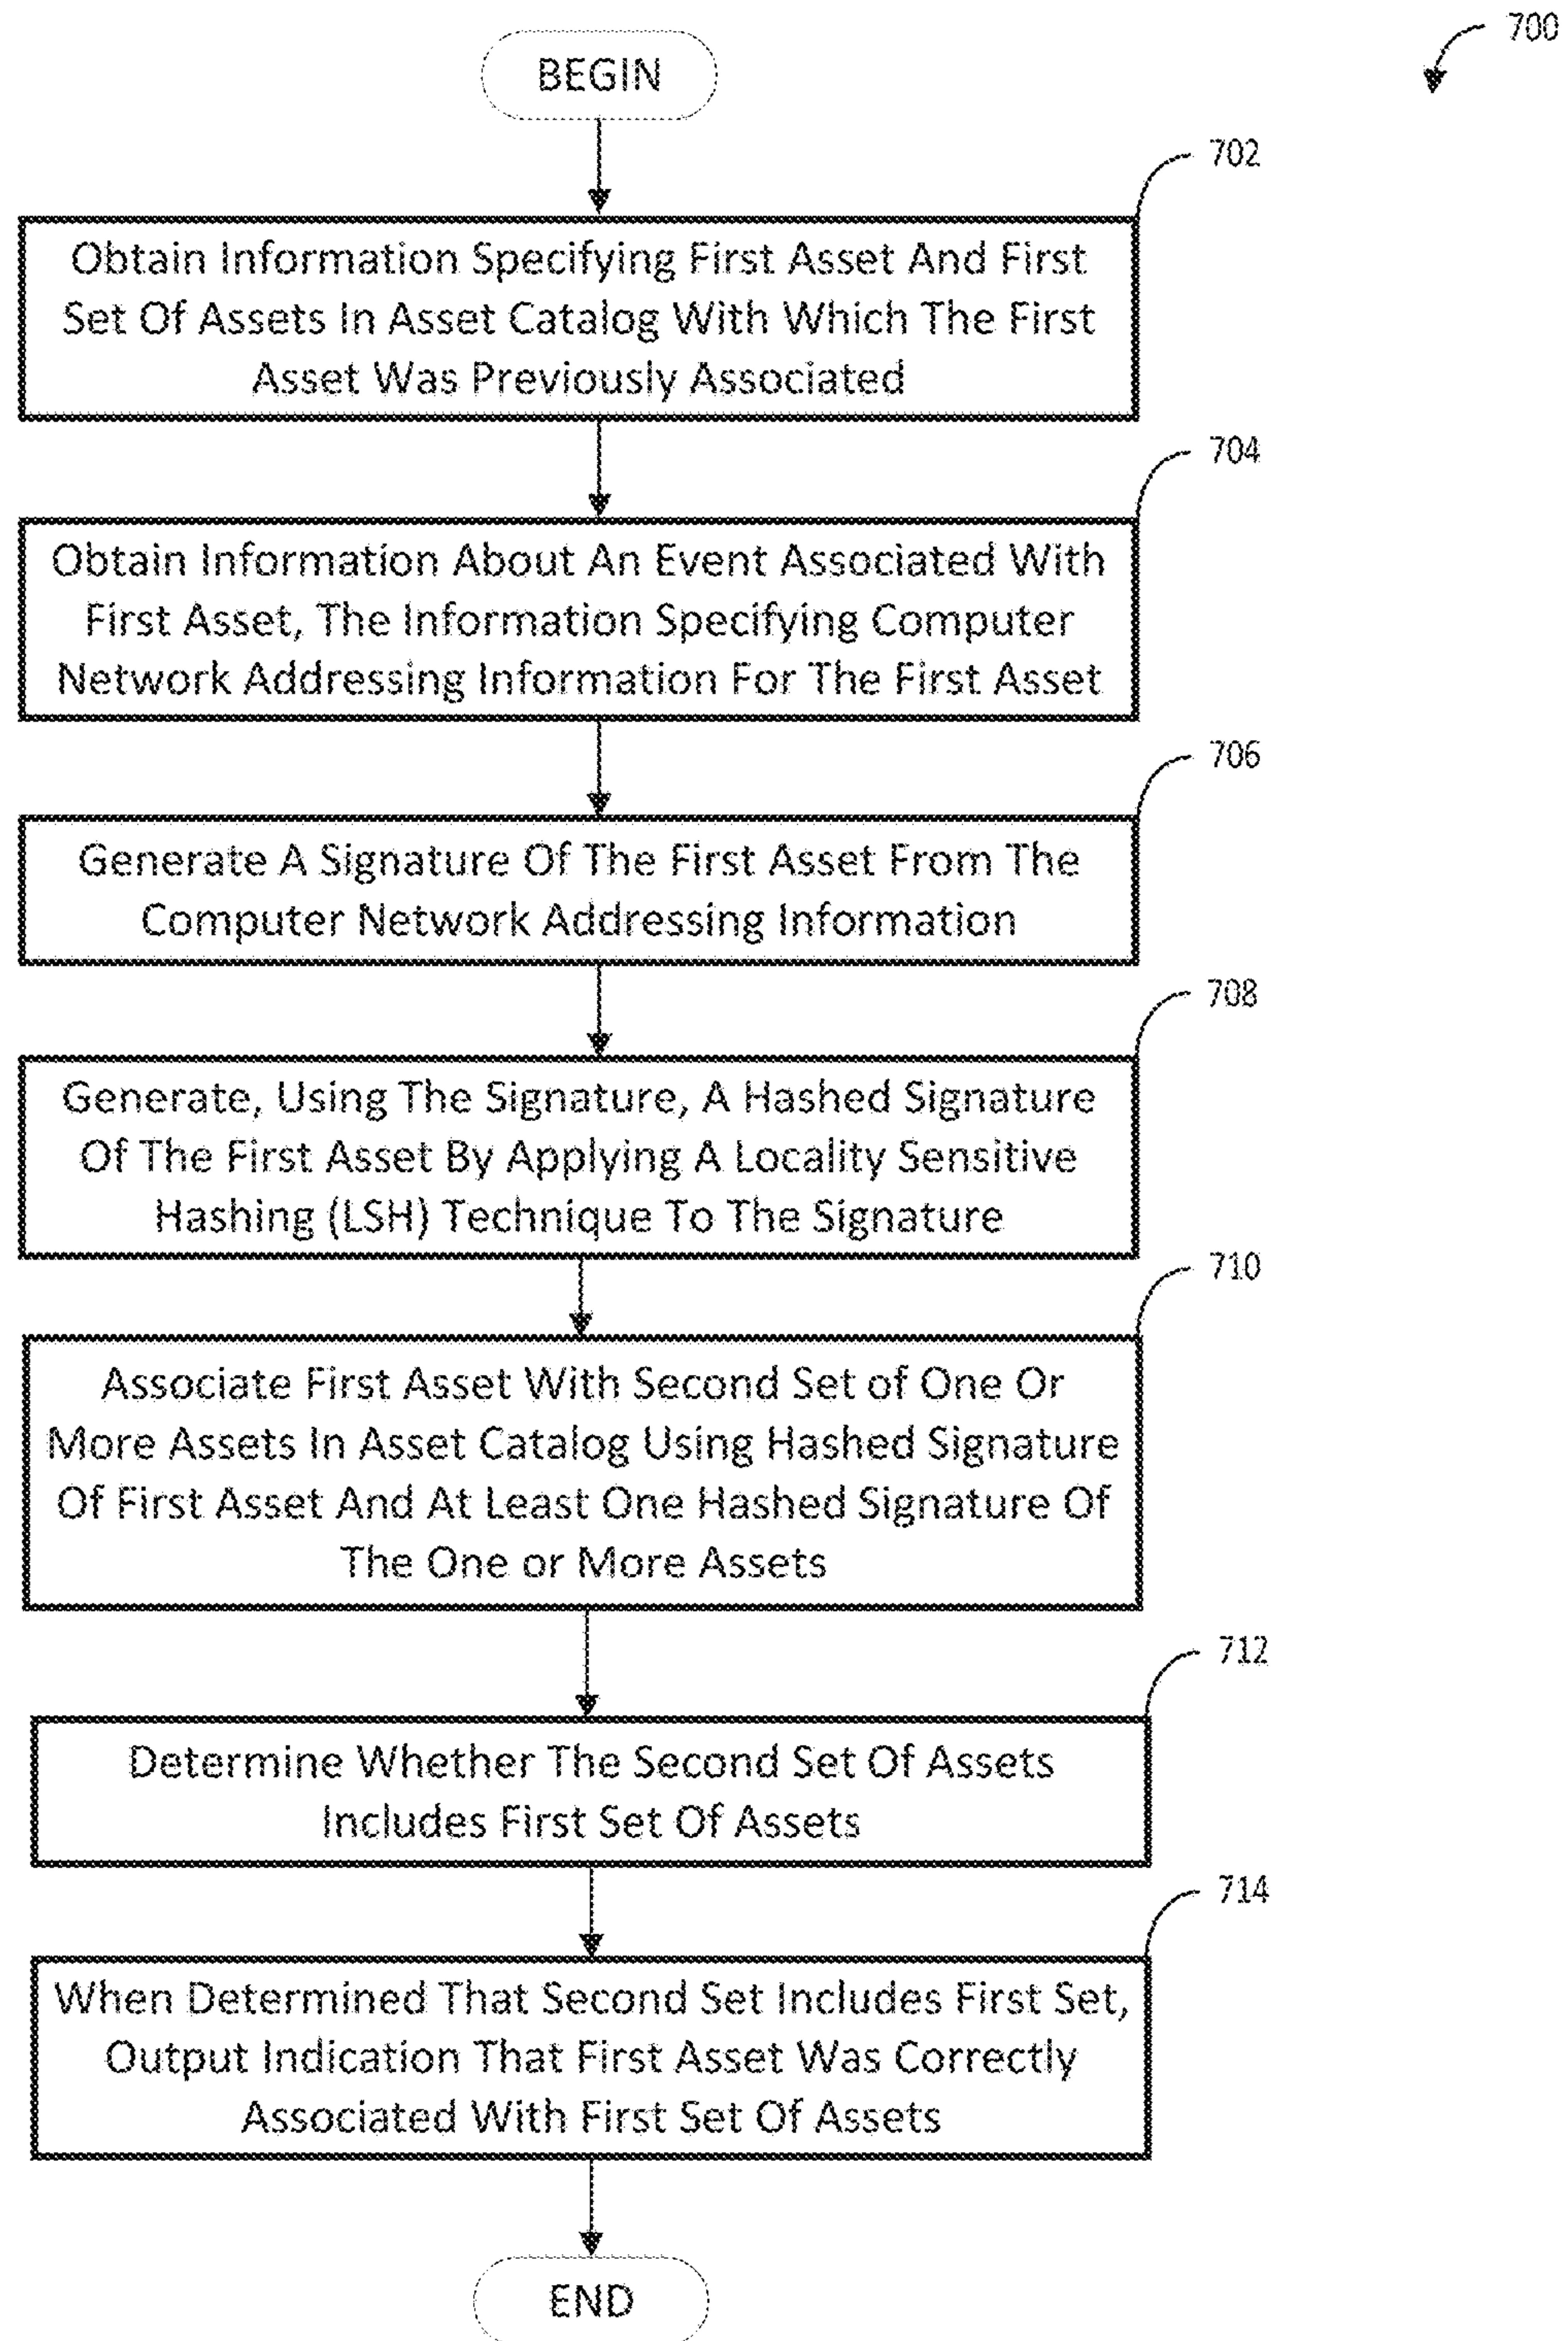 700
BEGIN
702
Obtain Information Specifying First Asset And First
Set Of Assets In Asset Catalog With Which The First
Asset Was Previously Associated
704
Obtain Information About An Event Associated With
First Asset, The Information Specifying Computer
Network Addressing Information For The First Asset
706
Generate A Signature Of The First Asset From The
Computer Network Addressing Information
708
Generate, Using The Signature, A Hashed Signature
Of The First Asset By Applying A Locality Sensitive
Hashing (LSH) Technique To The Signature
710
Associate First Asset With Second Set of One Or
More Assets In Asset Catalog Using Hashed Signature
Of First Asset And At Least One Hashed Signature Of
The One or More Assets
712
Determine Whether The Second Set Of Assets
Includes First Set Of Assets
714
When Determined That Second Set Includes First Set,
Output Indication That First Asset Was Correctly
Associated With First Set Of Assets
END